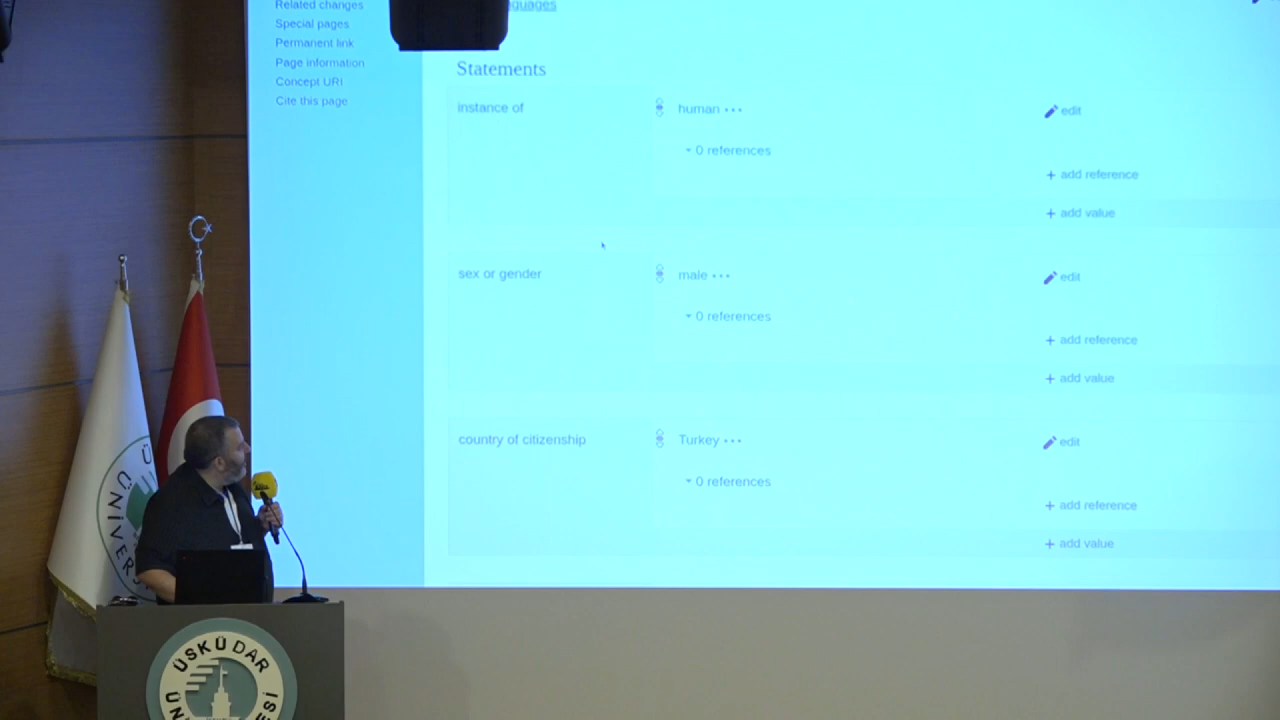 Related changes
Special pages
Permanent link
Page information
Concept URI
Cite this page
Statements
instance of
human
edit
0 references
+ add reference
+ add value
sex or gender
male
edit
0 references
+ add reference
+ add value
country of citizenship
Turkey
edit
0 references
+ add reference
+ add value
Ü
ÜSKÜDAR